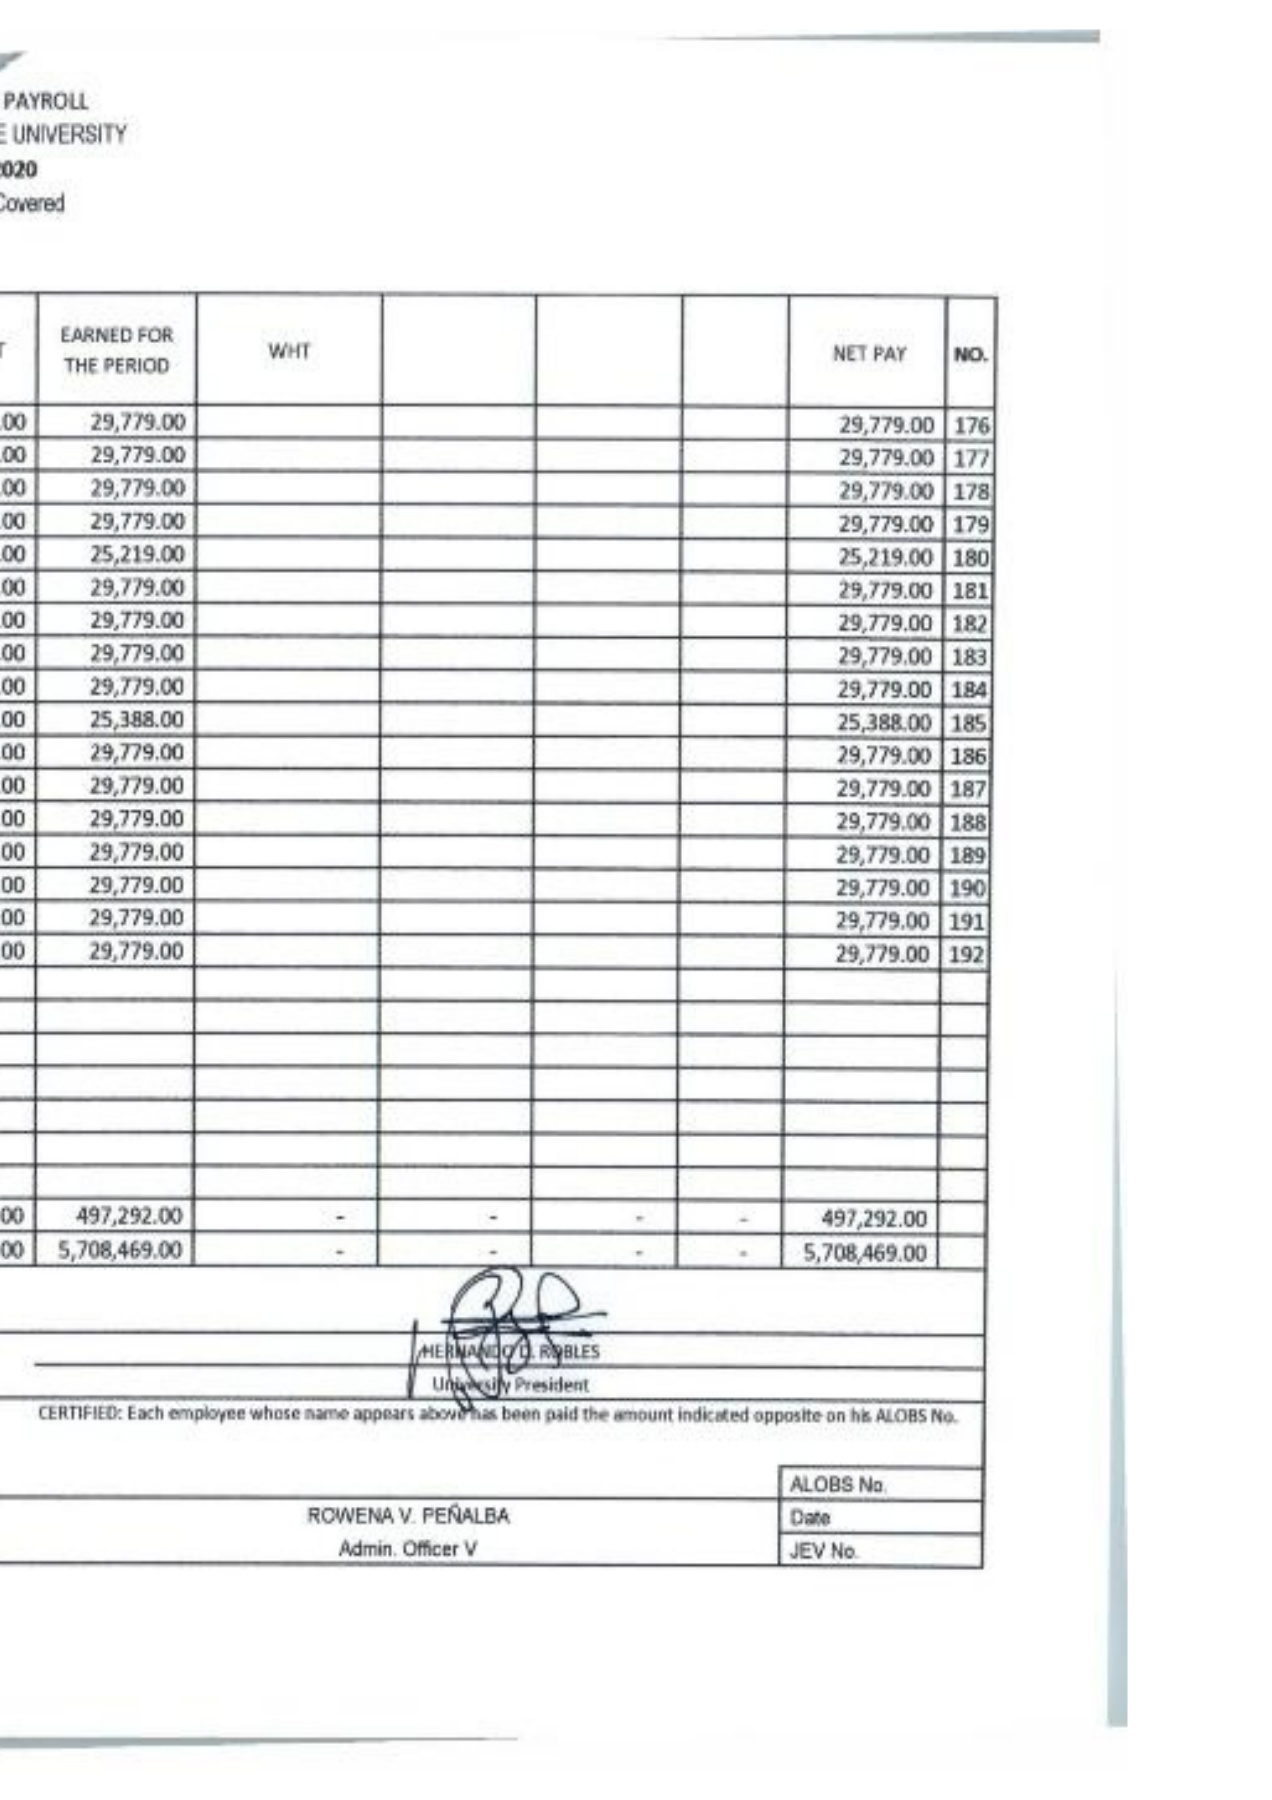 PAYROLL
E UNIVERSITY
2020
Covered
T EARNED FOR THE PERIOD WHT NET PAY NO.
.00 29,779.00 29,779.00 176
.00 29,779.00 29,779.00 177
.00 29,779.00 29,779.00 178
.00 29,779.00 29,779.00 179
.00 25,219.00 25,219.00 180
.00 29,779.00 29,779.00 181
.00 29,779.00 29,779.00 182
.00 29,779.00 29,779.00 183
.00 29,779.00 29,779.00 184
.00 25,388.00 25,388.00 185
.00 29,779.00 29,779.00 186
.00 29,779.00 29,779.00 187
.00 29,779.00 29,779.00 188
.00 29,779.00 29,779.00 189
.00 29,779.00 29,779.00 190
.00 29,779.00 29,779.00 191
.00 29,779.00 29,779.00 192
00 497,292.00 - - - - 497,292.00
00 5,708,469.00 - - - - 5,708,469.00
HERNANDO D. ROBLES
University President
CERTIFIED: Each employee whose name appears above has been paid the amount indicated opposite on his ALOBS No.
ALOBS No.
ROWENA V. PEÑALBA Date
Admin. Officer V JEV No.